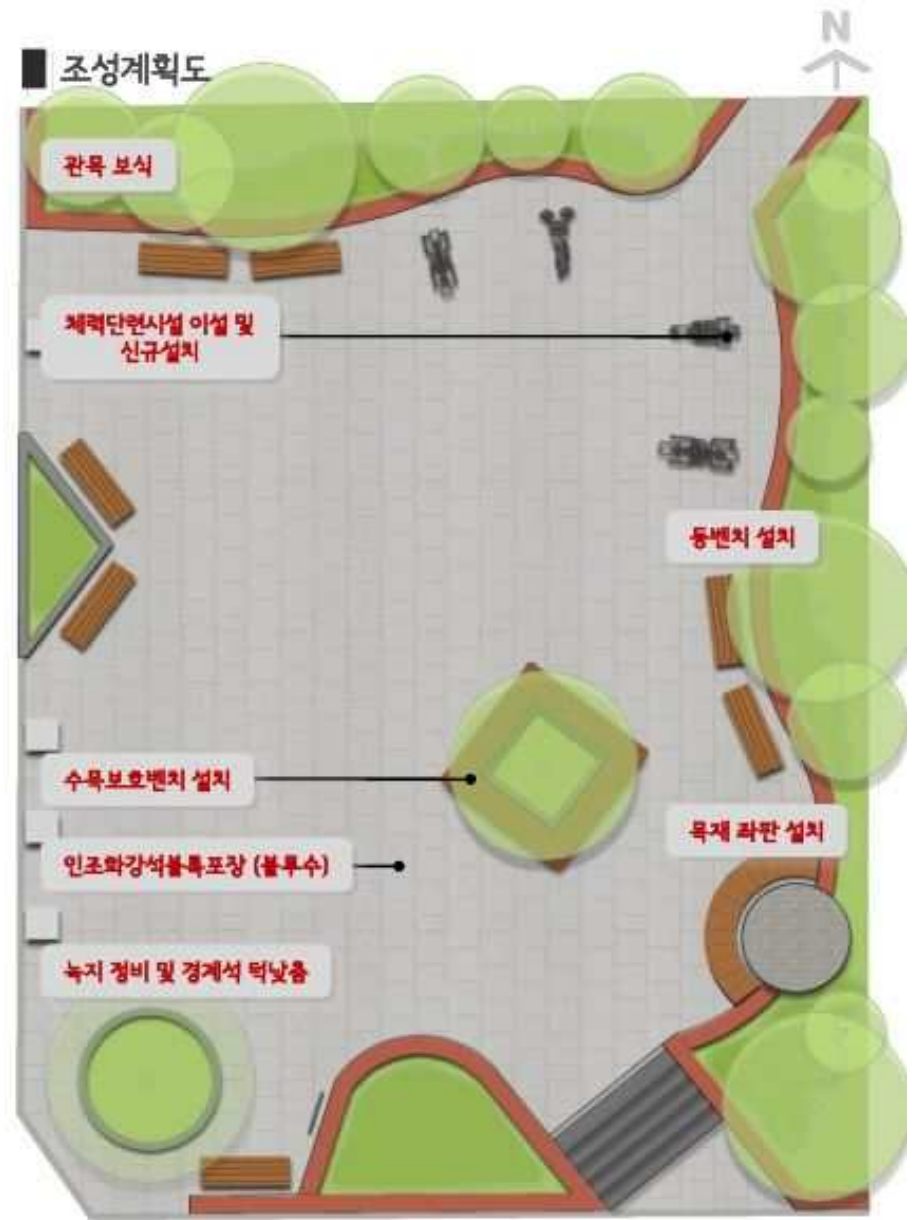 N
조성계획도
관목 보식
체력단련시설 이설 및
신규설치
등벤치 설치
수목보호벤치 설치
목재 좌판 설치
인조화강석블록포장 (불투수)
녹지 정비 및 경계석 턱낮춤